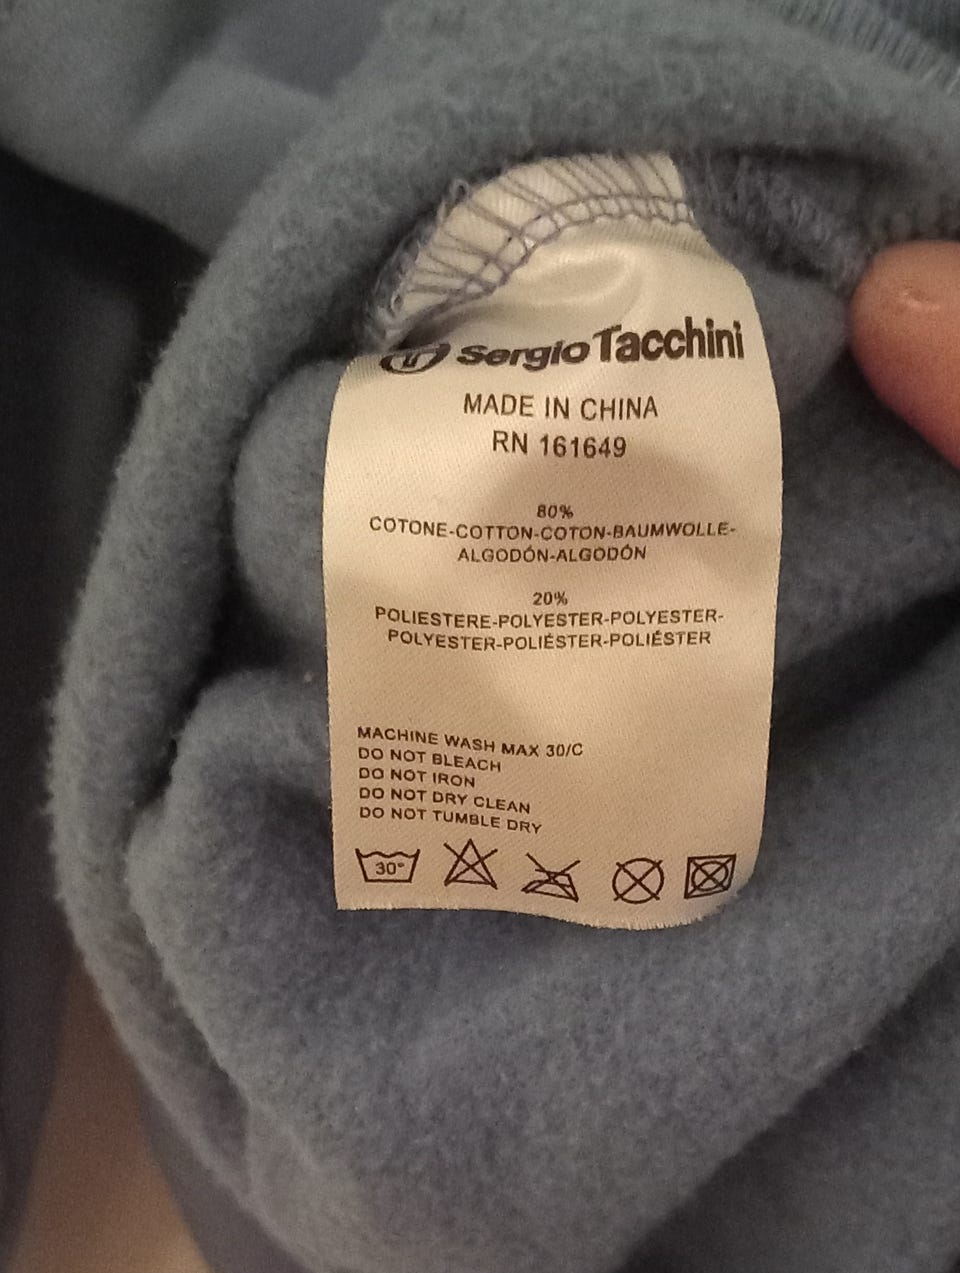 Sergio Tacchini
MADE IN CHINA
RN 161649
80%
COTONE-COTTON-COTON-BAUMWOLLE-
ALGODÓN-ALGODÓN
20%
POLIESTERE-POLYESTER-POLYESTER-
POLYESTER-POLIÉSTER-POLIÉSTER
MACHINE WASH MAX 30/C
DO NOT BLEACH
DO NOT IRON
DO NOT DRY CLEAN
DO NOT TUMBLE DRY
30°